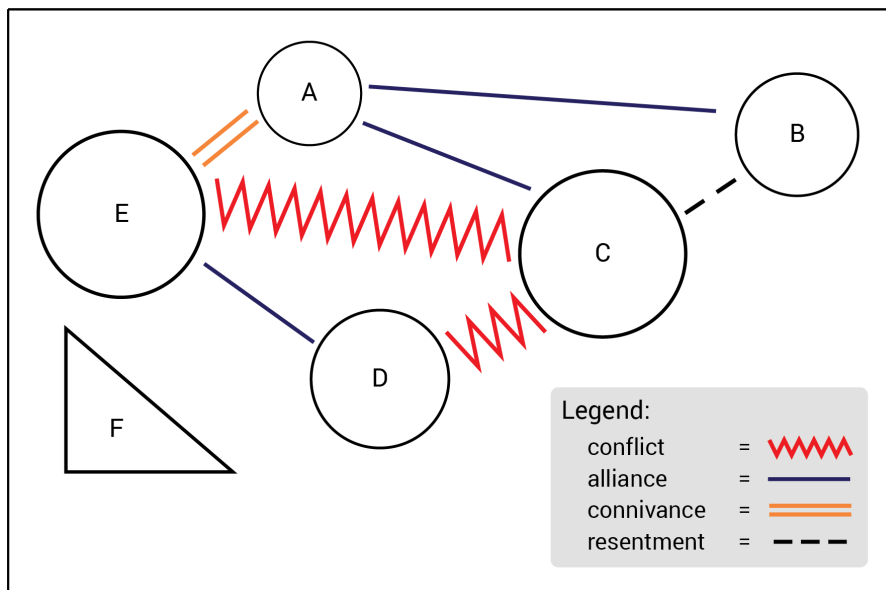 A
B
E
C
D
F
Legend:
conflict =
alliance =
connivance =
resentment =